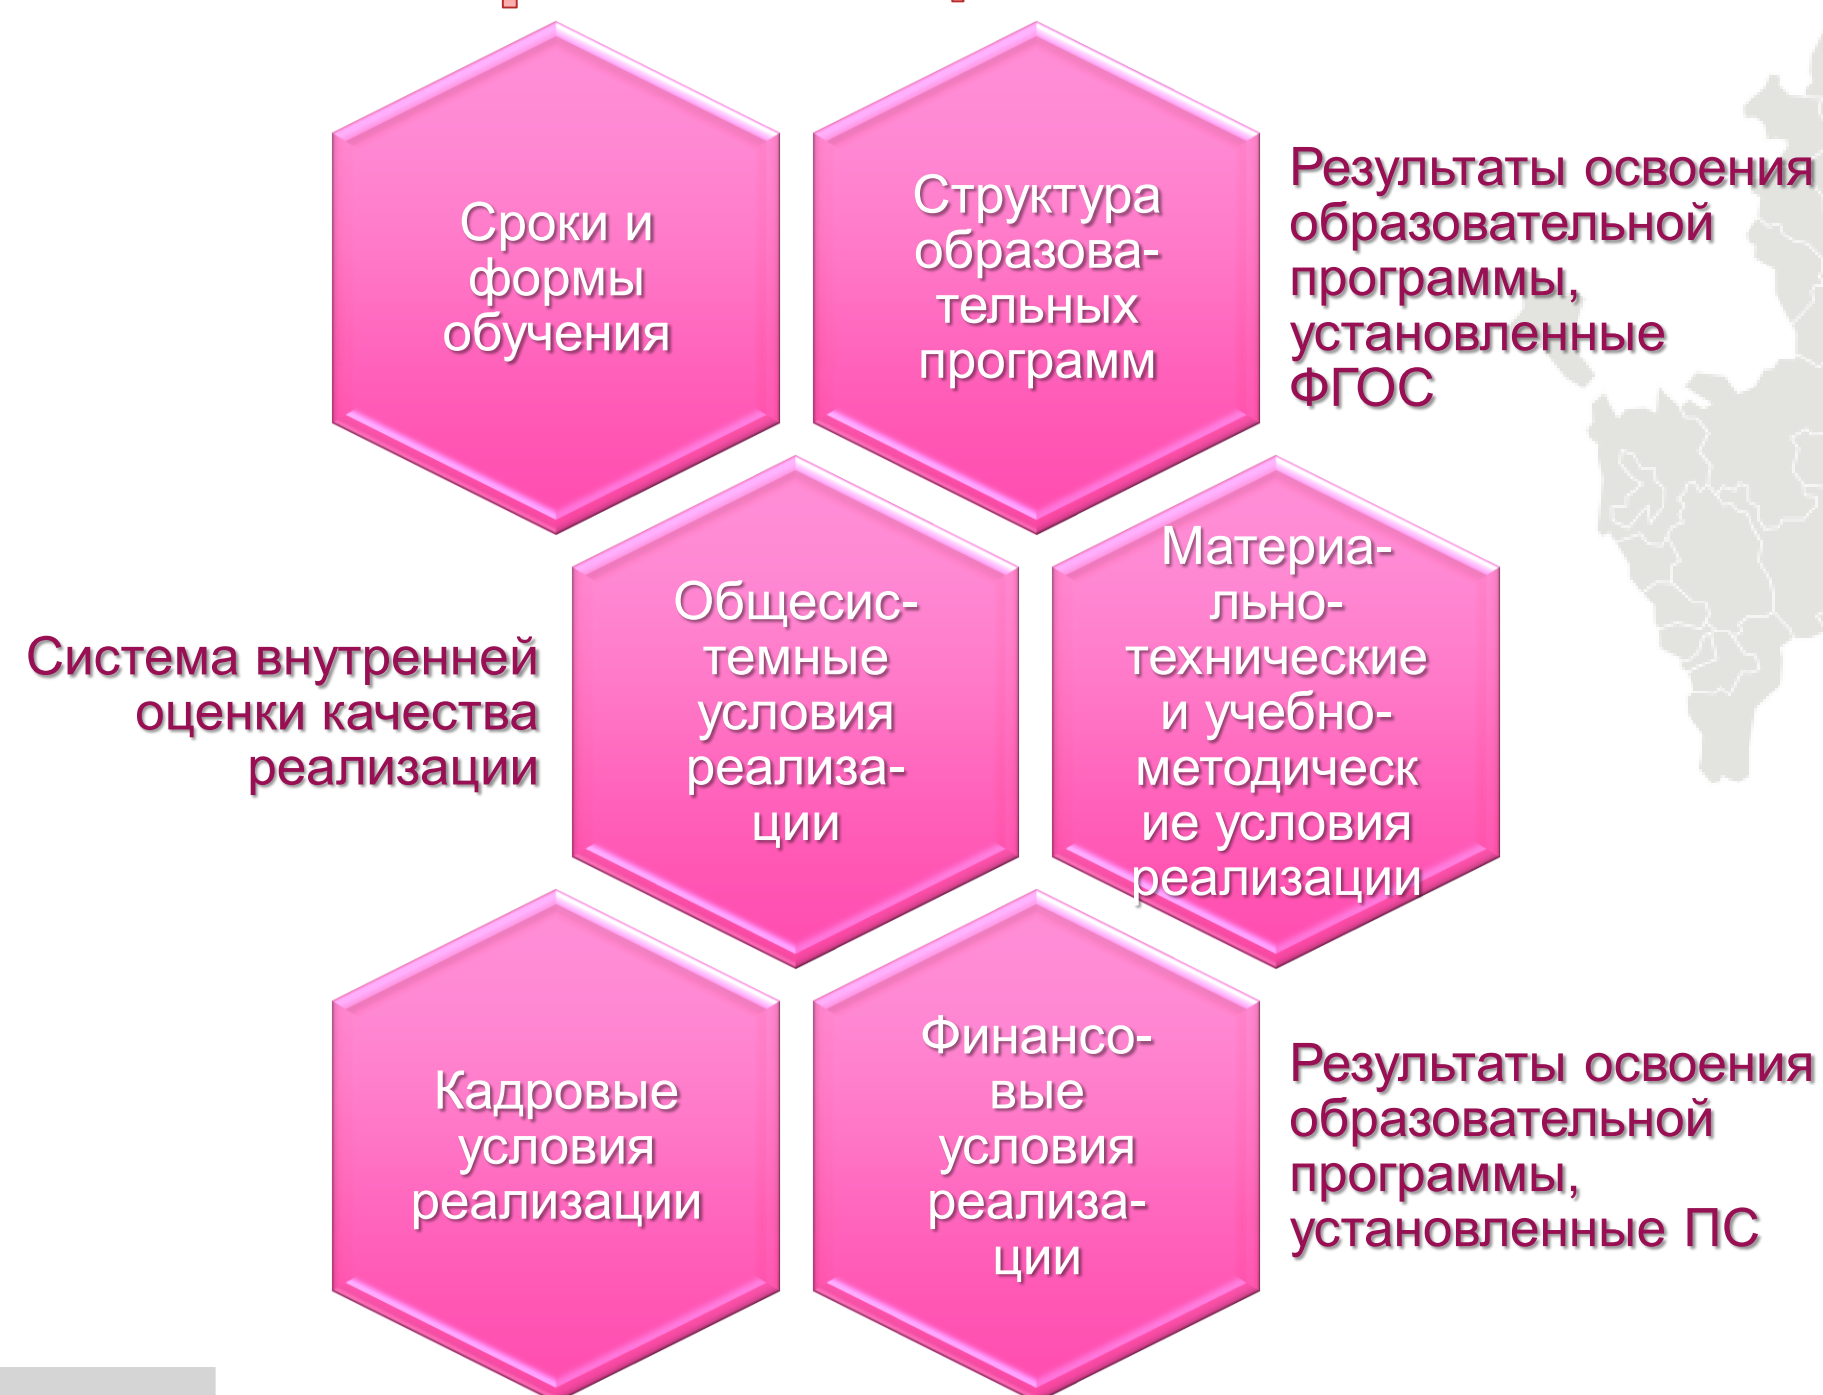 Сроки и
формы
обучения
Структура
образова-
тельных
программ
Результаты освоения
образовательной
программы,
установленные
ФГОС
Система внутренней
оценки качества
реализации
Общесис-
темные
условия
реализа-
ции
Материа-
льно-
технические
и учебно-
методическ
ие условия
реализации
Кадровые
условия
реализации
Финансо-
вые
условия
реализа-
ции
Результаты освоения
образовательной
программы,
установленные ПС